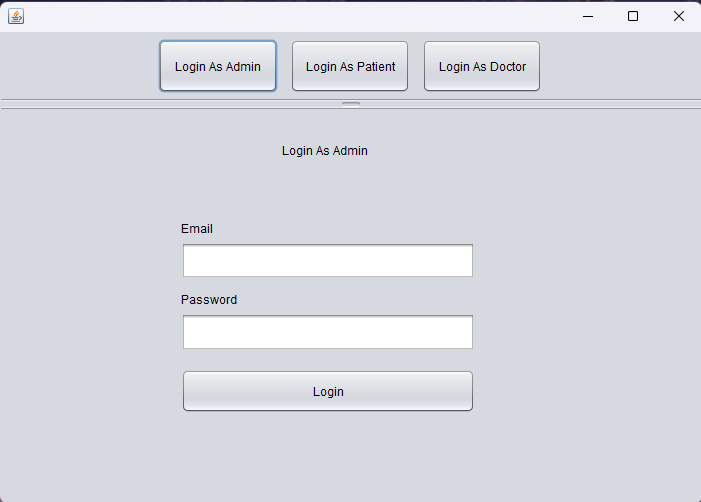 Login As Admin Login As Patient Login As Doctor
Login As Admin
Email
Password
Login